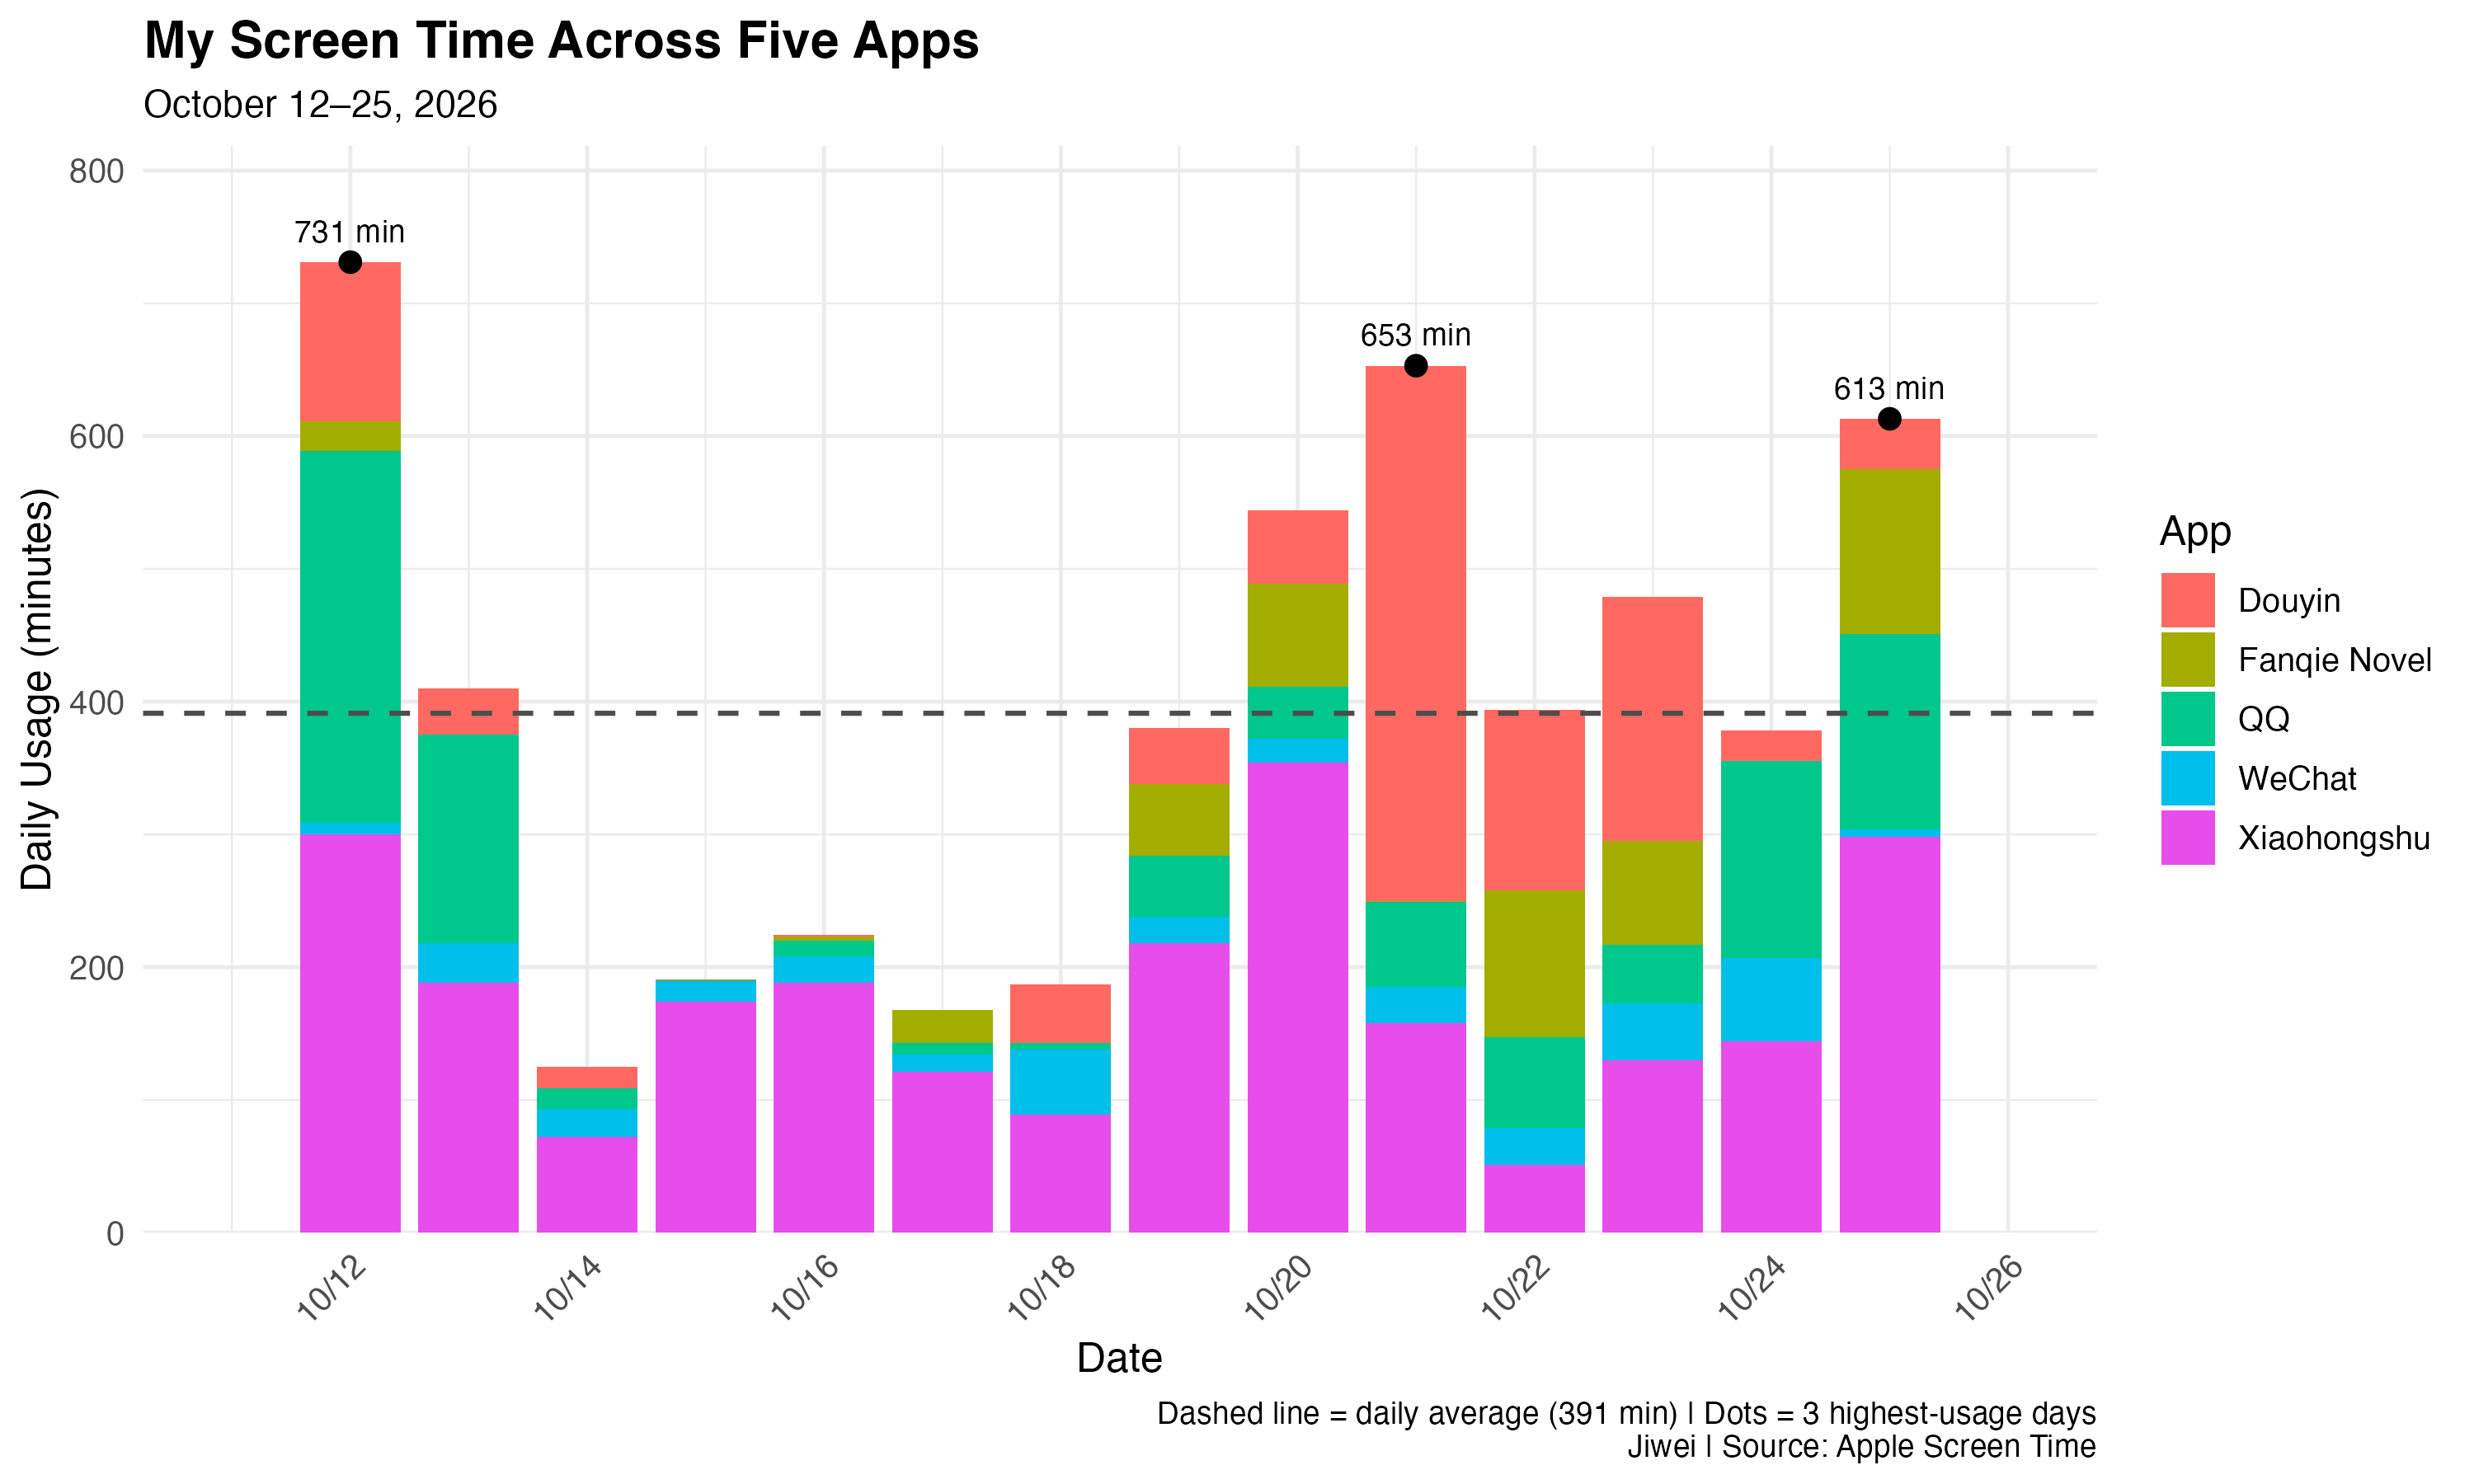 My Screen Time Across Five Apps
October 12–25, 2026
Daily Usage (minutes)
800
600
400
200
0
731 min
653 min
613 min
10/12
10/14
10/16
10/18
10/20
10/22
10/24
10/26
Date
App
Douyin
Fanqie Novel
QQ
WeChat
Xiaohongshu
Dashed line = daily average (391 min) | Dots = 3 highest-usage days
Jiwei | Source: Apple Screen Time